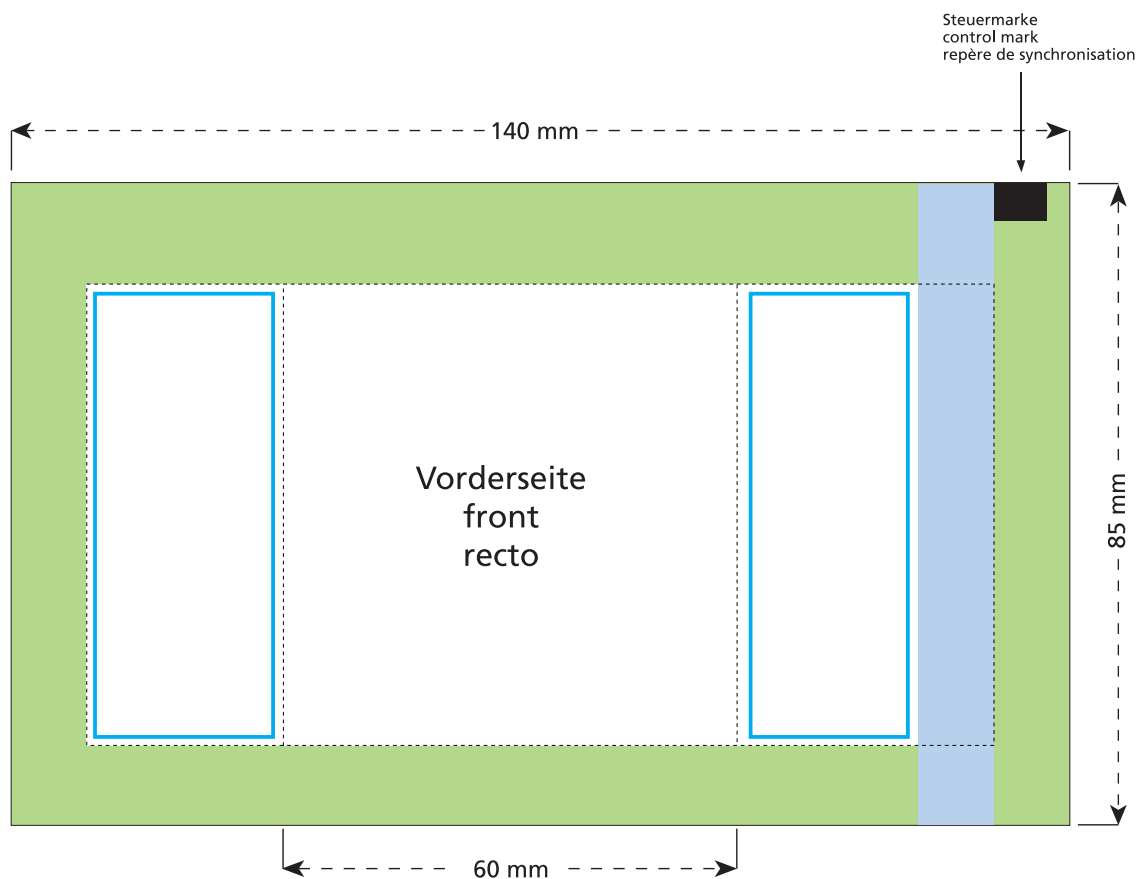 Steuermarke
control mark
repère de synchronisation
140 mm
Vorderseite
front
recto
85 mm
60 mm